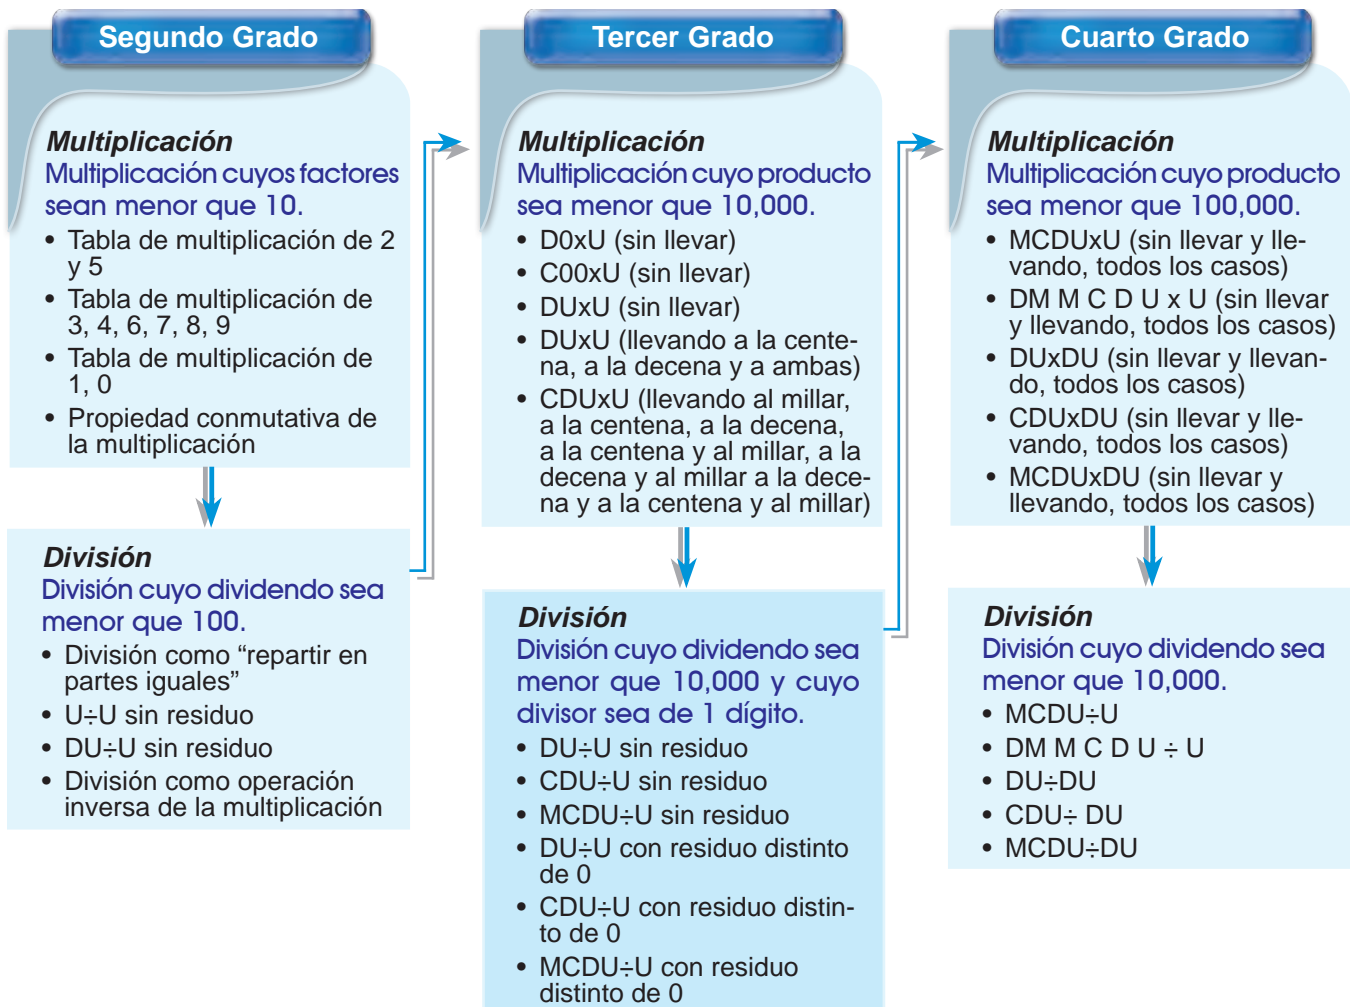 Segundo Grado
Multiplicación
Multiplicación cuyos factores
sean menor que 10.
• Tabla de multiplicación de 2
y 5
• Tabla de multiplicación de
3, 4, 6, 7, 8, 9
• Tabla de multiplicación de
1, 0
• Propiedad conmutativa de
la multiplicación
División
División cuyo dividendo sea
menor que 100.
• División como “repartir en
partes iguales”
• U÷U sin residuo
• DU÷U sin residuo
• División como operación
inversa de la multiplicación
Tercer Grado
Multiplicación
Multiplicación cuyo producto
sea menor que 10,000.
• D0xU (sin llevar)
• C00xU (sin llevar)
• DUxU (sin llevar)
• DUxU (llevando a la cente-
na, a la decena y a ambas)
• CDUxU (llevando al millar,
a la centena, a la decena,
a la centena y al millar, a la
decena y al millar a la dece-
na y a la centena y al millar)
División
División cuyo dividendo sea
menor que 10,000 y cuyo
divisor sea de 1 dígito.
• DU÷U sin residuo
• CDU÷U sin residuo
• MCDU÷U sin residuo
• DU÷U con residuo distinto
de 0
• CDU÷U con residuo distin-
to de 0
• MCDU÷U con residuo
distinto de 0
Cuarto Grado
Multiplicación
Multiplicación cuyo producto
sea menor que 100,000.
• MCDUxU (sin llevar y lle-
vando, todos los casos)
• DM M C D U x U (sin llevar
y llevando, todos los casos)
• DUxDU (sin llevar y llevan-
do, todos los casos)
• CDUxDU (sin llevar y lle-
vando, todos los casos)
• MCDUxDU (sin llevar y
llevando, todos los casos)
División
División cuyo dividendo sea
menor que 10,000.
• MCDU÷U
• DM M C D U ÷ U
• DU÷DU
• CDU÷ DU
• MCDU÷DU